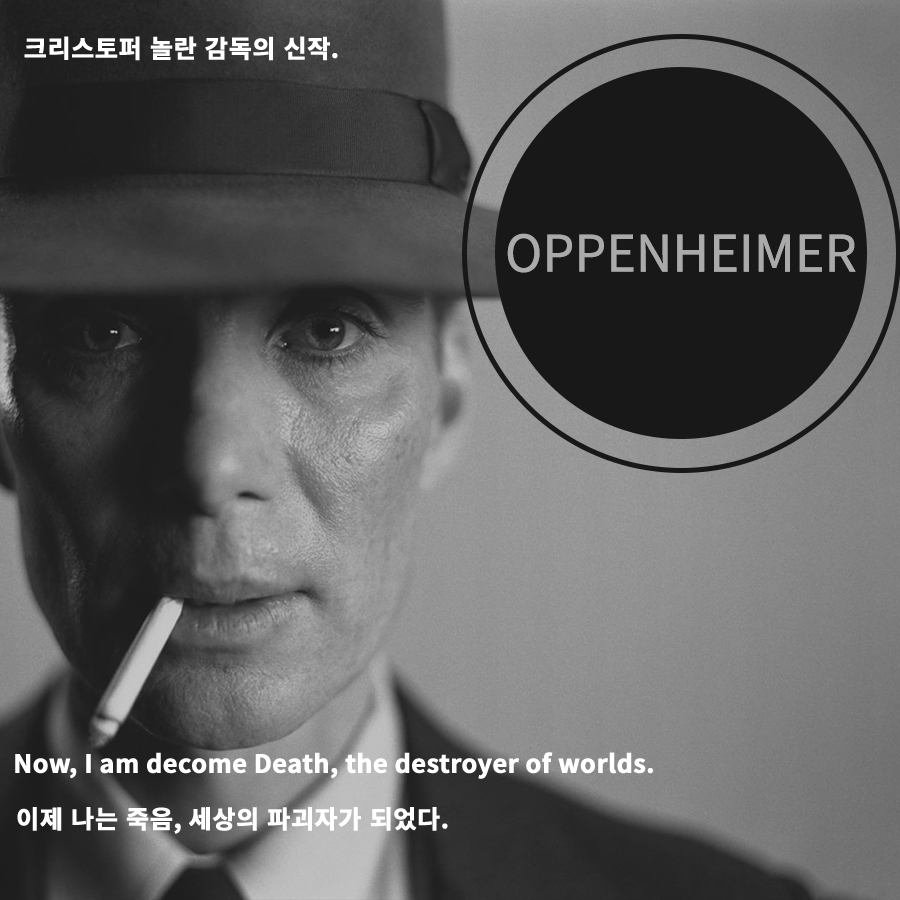 크리스토퍼 놀란 감독의 신작.
OPPENHEIMER
Now, I am decome Death, the destroyer of worlds.
이제 나는 죽음, 세상의 파괴자가 되었다.